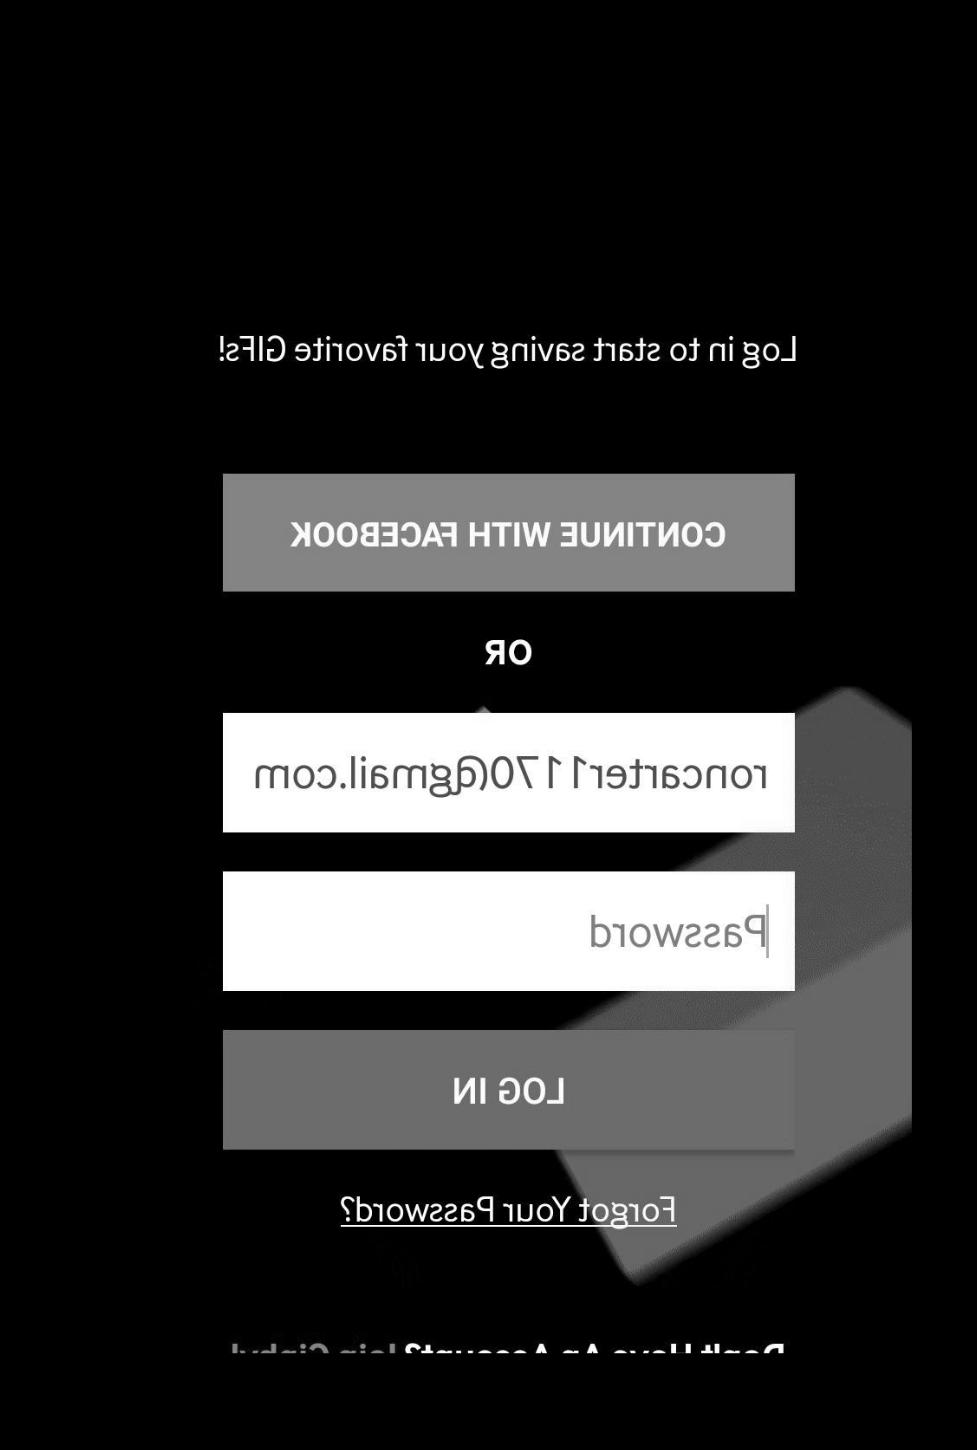 Log in to start saving your favorite GIFs!
CONTINUE WITH FACEBOOK
OR
roncarter1170@gmail.com
Password
LOG IN
Forgot Your Password?
Don't Have An Account? Join Giphy!